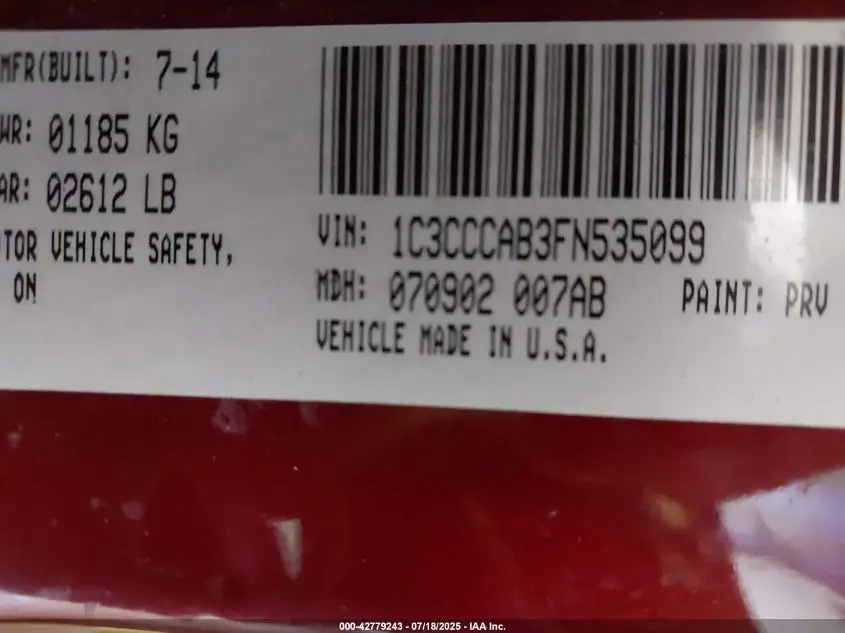 MFR(BUILT): 7-14
WR: 01185 KG
AR: 02612 LB
TOR VEHICLE SAFETY,
ON
VIN: 1C3CCCAB3FN535099
MDH: 070902 007AB PAINT: PRV
VEHICLE MADE IN U.S.A.
000-42779243 - 07/18/2025 - IAA Inc.